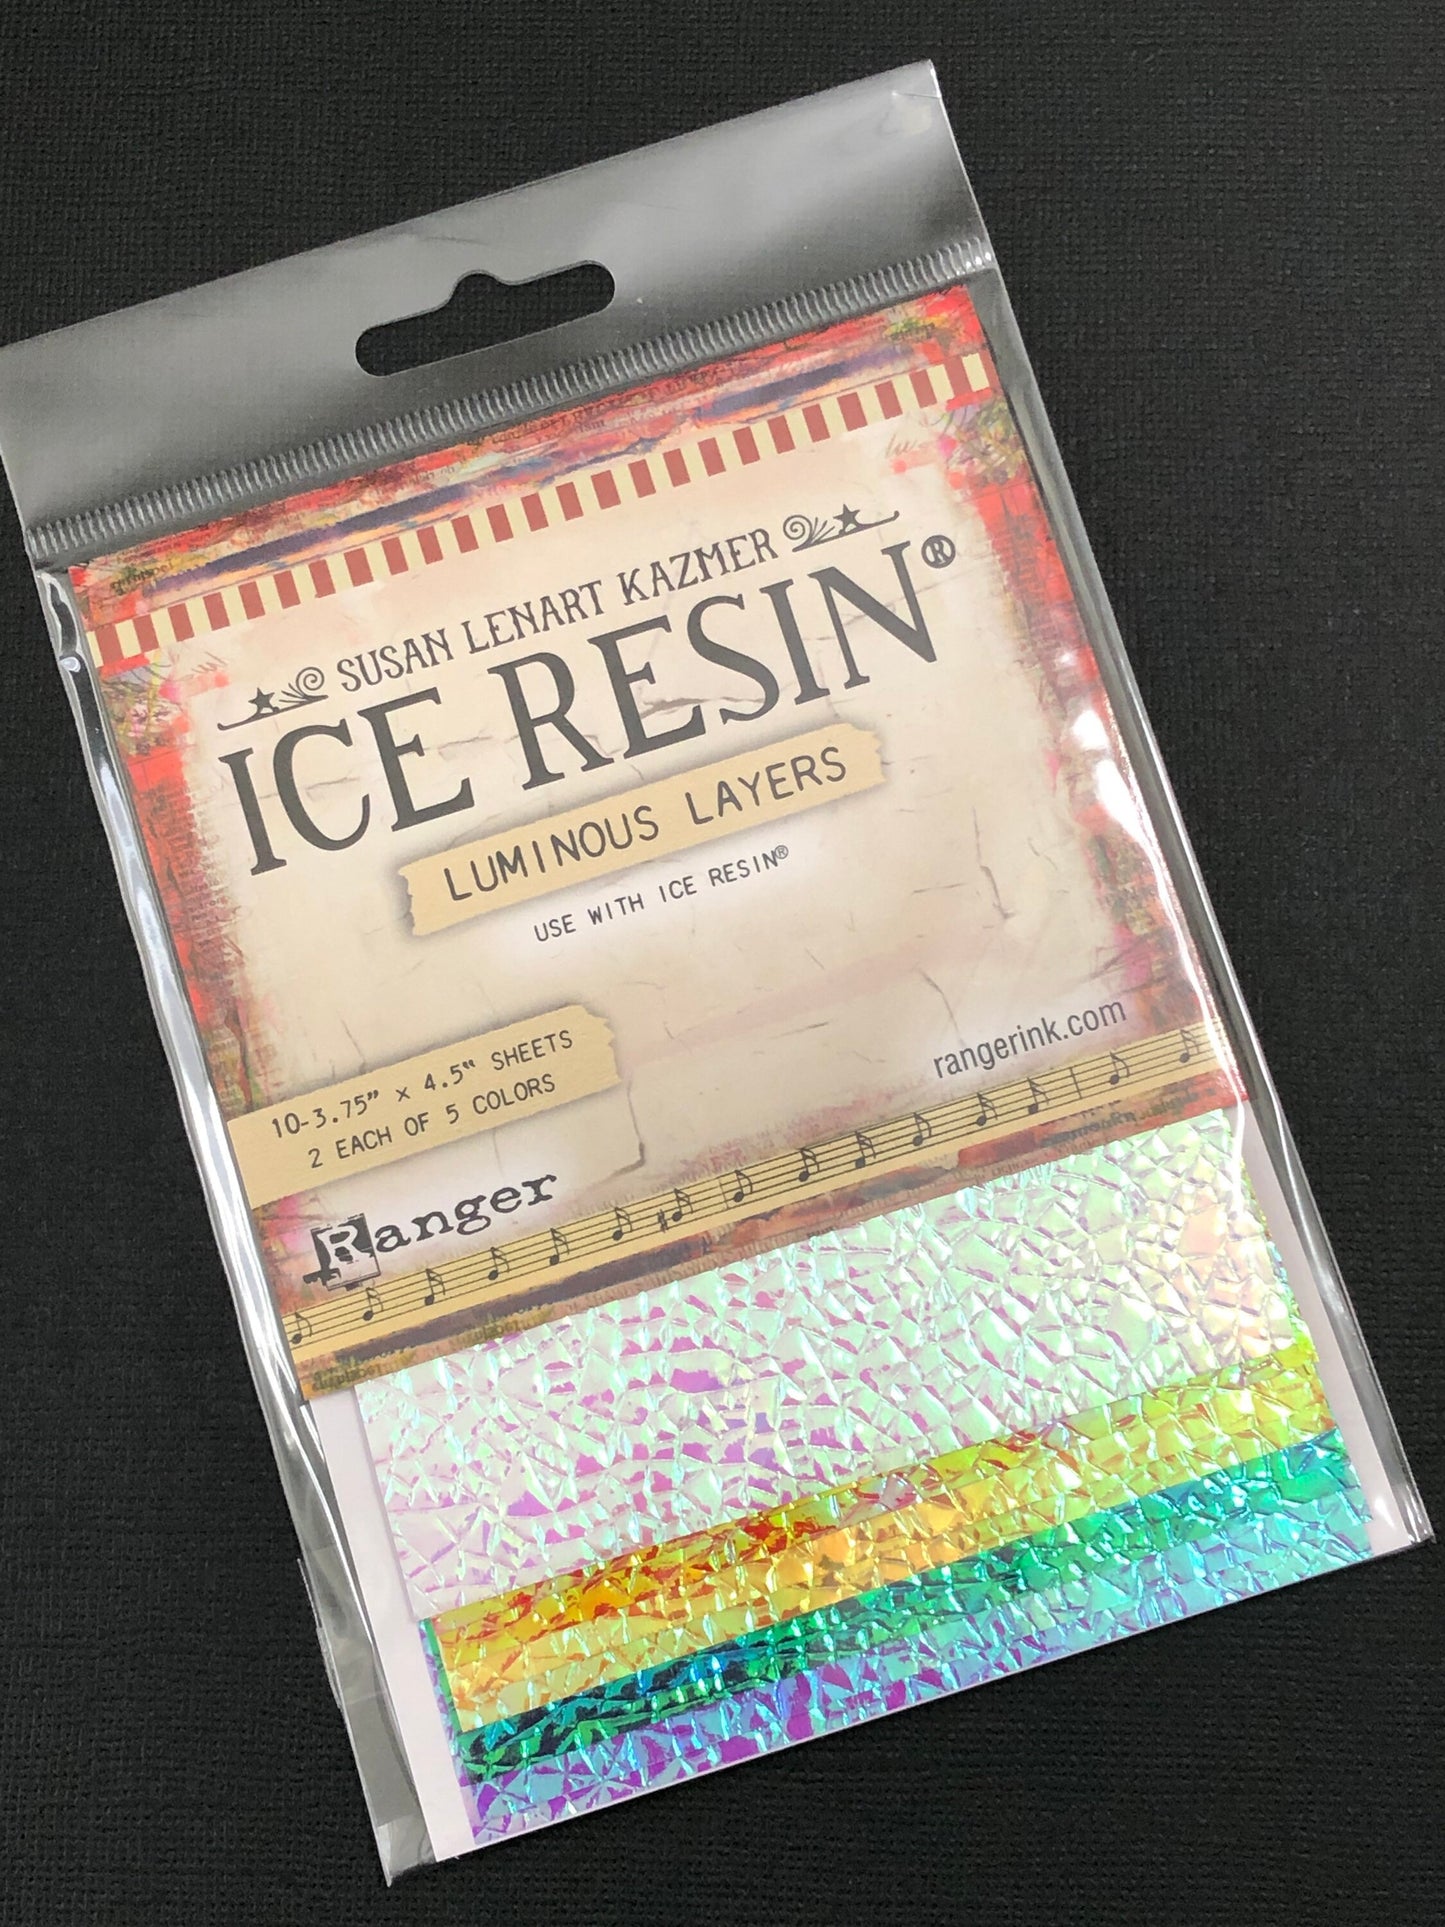 SUSAN LENART KAZMER
ICE RESIN®
LUMINOUS LAYERS
USE WITH ICE RESIN®
rangerink.com
10-3.75" x 4.5" SHEETS
2 EACH OF 5 COLORS
Ranger